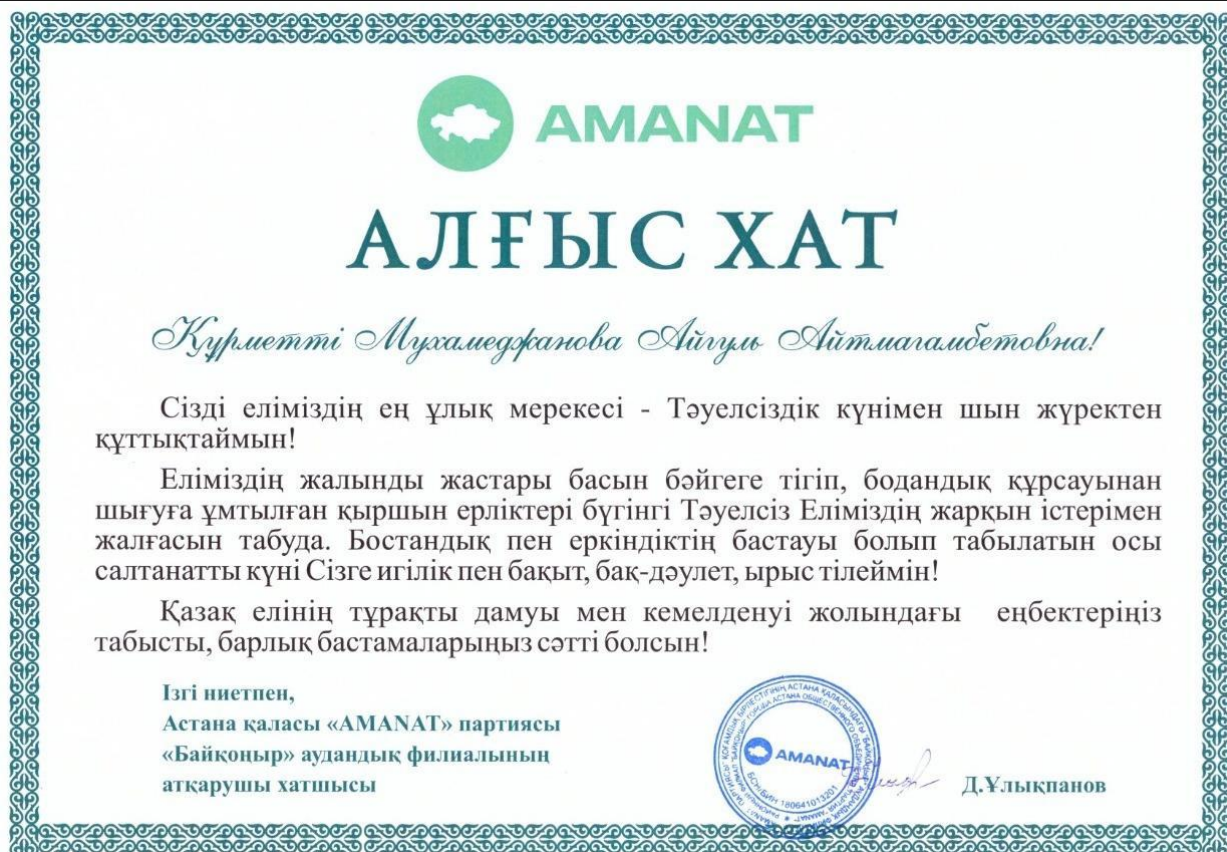 AMANAT
АЛҒЫС ХАТ
Құрметті Мухамеджанова Айгуль Айтмагамбетовна!
Сізді еліміздің ең ұлық мерекесі - Тәуелсіздік күнімен шын жүректен
құттықтаймын!
Еліміздің жалынды жастары басын бәйгеге тігіп, бодандық құрсауынан
шығуға ұмтылған қыршын ерліктері бүгінгі Тәуелсіз Еліміздің жарқын істерімен
жалғасын табуда. Бостандық пен еркіндіктің бастауы болып табылатын осы
салтанатты күні Сізге игілік пен бақыт, бақ-дәулет, ырыс тілеймін!
Қазақ елінің тұрақты дамуы мен кемелденуі жолындағы еңбектеріңіз
табысты, барлық бастамаларыңыз сәтті болсын!
Ізгі ниетпен,
Астана қаласы «AMANAT» партиясы
«Байқоңыр» аудандық филиалының
атқарушы хатшысы
AMANAT
БСН/БИН 180641013201
Д.Ұлықпанов